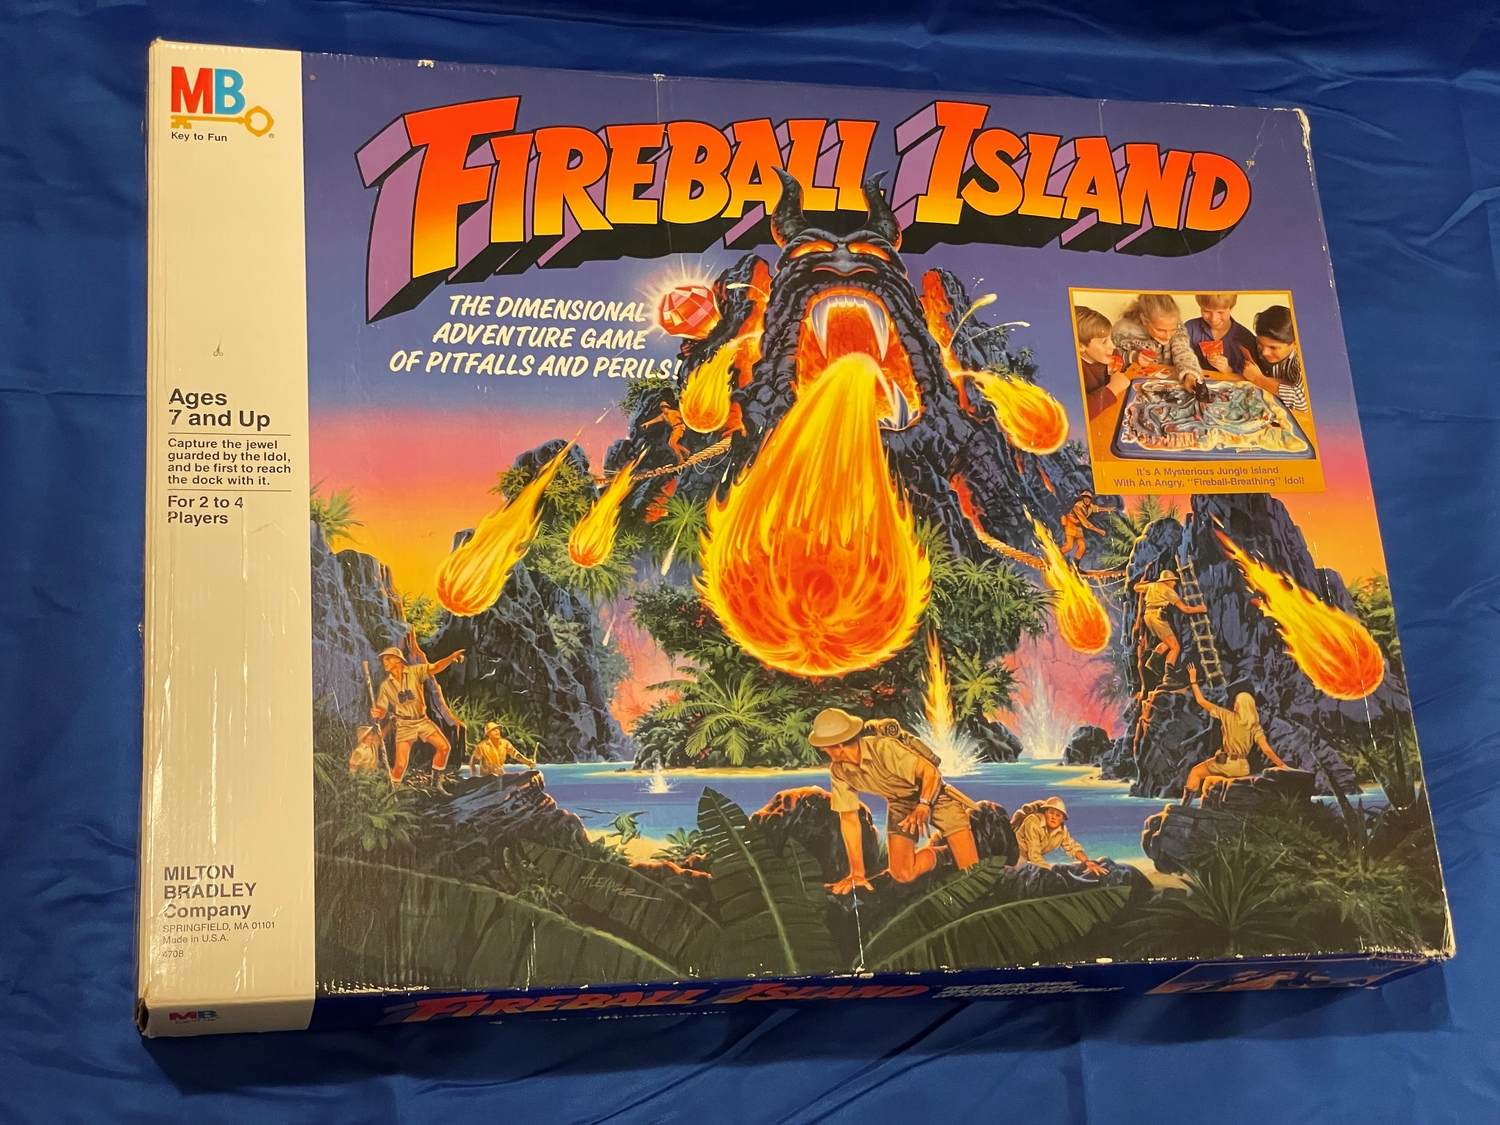 MB
Key to Fun
®
FIREBALL ISLAND
™
THE DIMENSIONAL
ADVENTURE GAME
OF PITFALLS AND PERILS!
It's A Mysterious Jungle Island
With An Angry, "Fireball-Breathing" Idol!
Ages
7 and Up
Capture the jewel
guarded by the Idol,
and be first to reach
the dock with it.
For 2 to 4
Players
MILTON
BRADLEY
Company
SPRINGFIELD, MA 01101
Made in U.S.A.
4708
MB
FIREBALL ISLAND